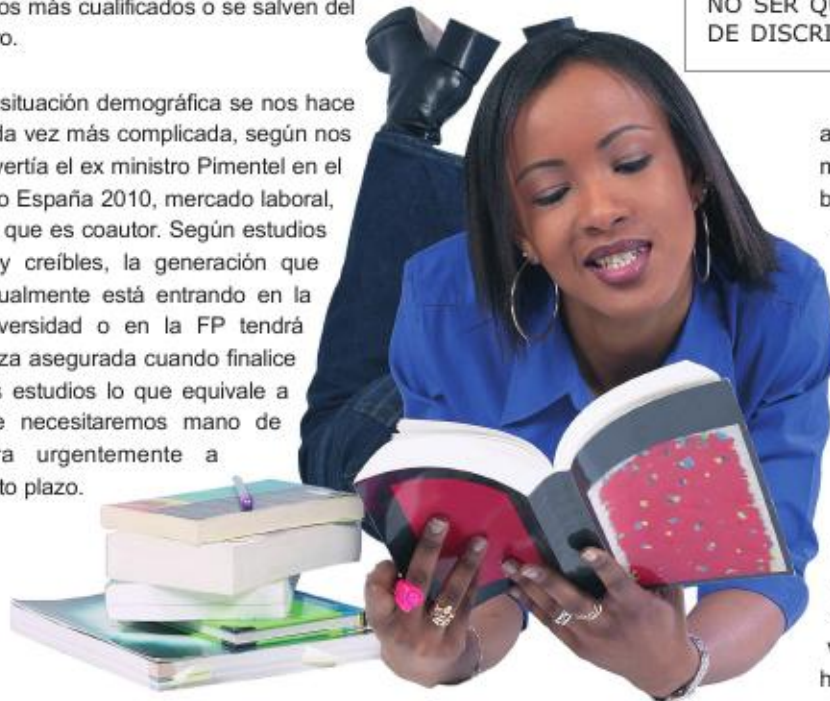 os más cualificados o se salven del
ro.
situación demográfica se nos hace
da vez más complicada, según nos
vertía el ex ministro Pimentel en el
o España 2010, mercado laboral,
que es coautor. Según estudios
y creíbles, la generación que
ualmente está entrando en la
versidad o en la FP tendrá
za asegurada cuando finalice
s estudios lo que equivale a
e necesitaremos mano de
ra urgentemente a
to plazo.
NO SER QU
DE DISCRI